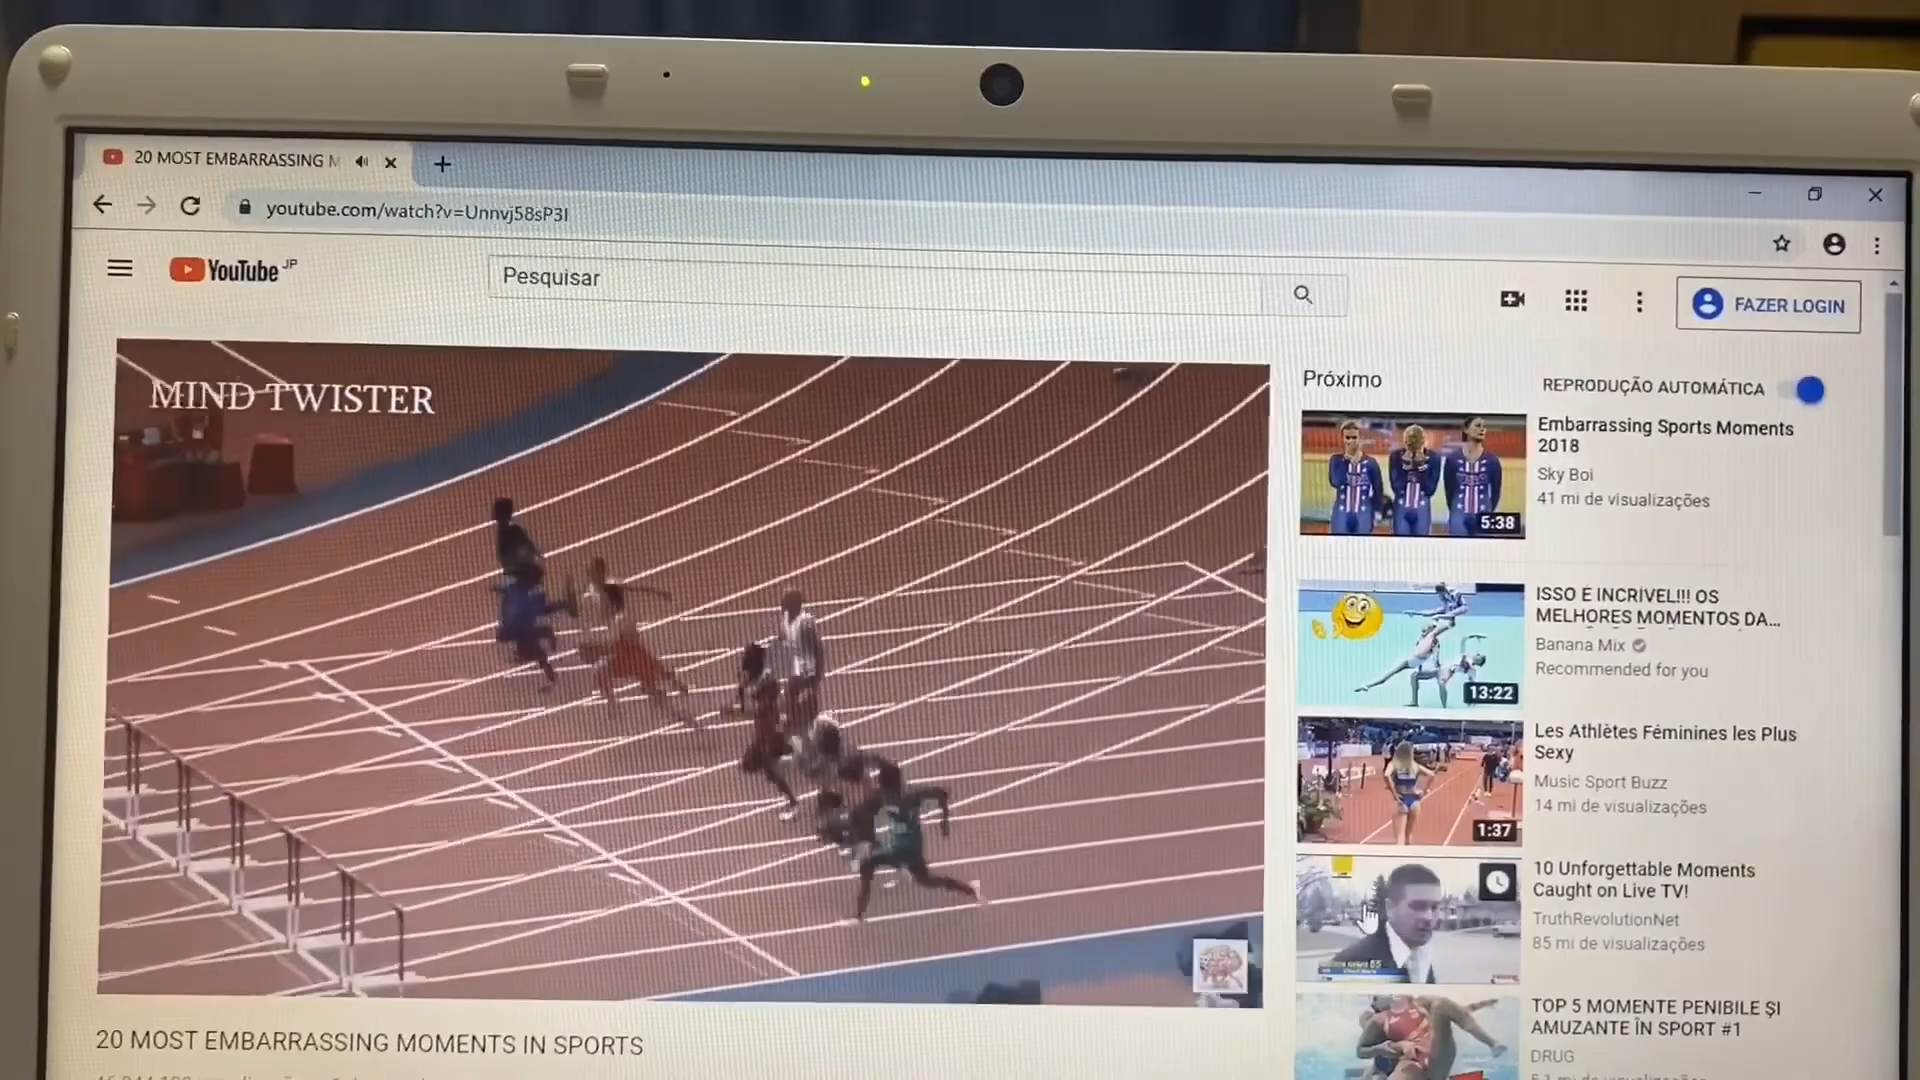 20 MOST EMBARRASSING M
youtube.com/watch?v=Unnvj58sP3I
YouTube JP
Pesquisar
FAZER LOGIN
MIND TWISTER
Próximo
REPRODUÇÃO AUTOMÁTICA
Embarrassing Sports Moments
2018
Sky Boi
41 mi de visualizações
5:38
ISSO É INCRÍVEL!!! OS
MELHORES MOMENTOS DA...
Banana Mix
Recommended for you
13:22
Les Athlètes Féminines les Plus
Sexy
Music Sport Buzz
14 mi de visualizações
1:37
10 Unforgettable Moments
Caught on Live TV!
TruthRevolutionNet
85 mi de visualizações
TOP 5 MOMENTE PENIBILE ȘI
AMUZANTE ÎN SPORT #1
DRUG
20 MOST EMBARRASSING MOMENTS IN SPORTS